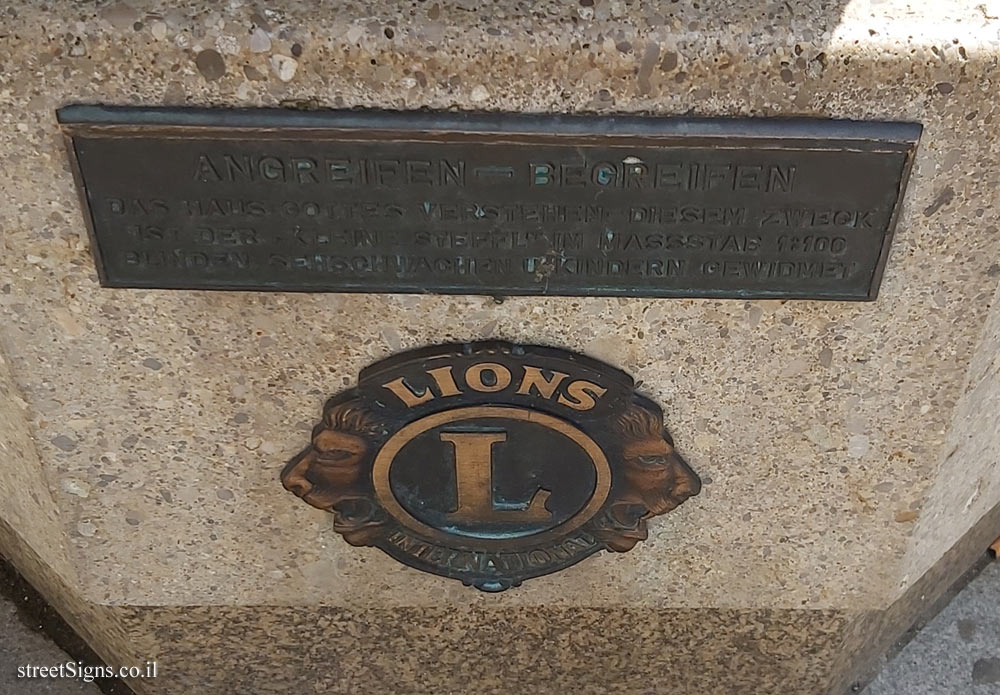 ANGREIFEN — BEGREIFEN
DAS HAUS GOTTES VERSTEHEN. DIESEM ZWECK
IST DER „KLEINE STEFFL“ IM MASSSTAB 1:100
BLINDEN, SEHSCHWACHEN U. KINDERN GEWIDMET
LIONS
L
INTERNATIONAL
streetSigns.co.il